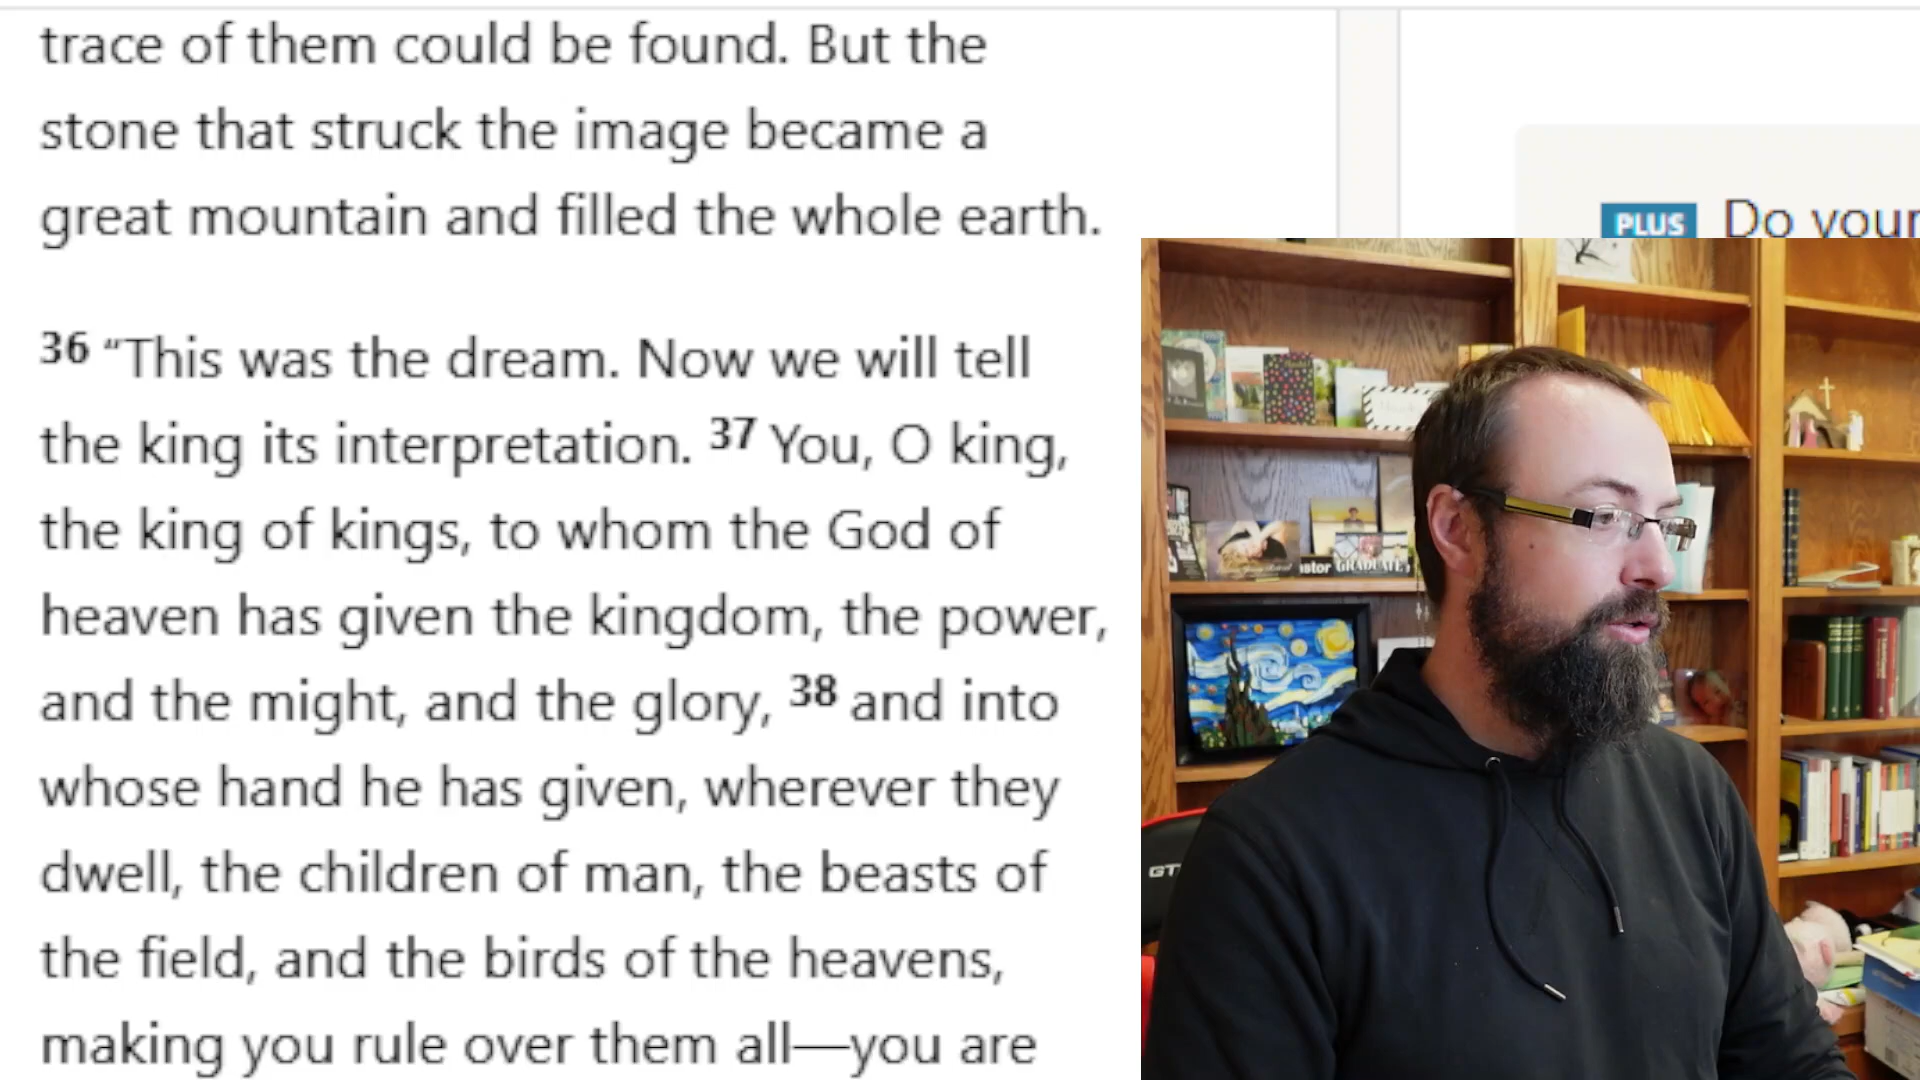 trace of them could be found. But the
stone that struck the image became a
great mountain and filled the whole earth.
36 “This was the dream. Now we will tell
the king its interpretation. 37 You, O king,
the king of kings, to whom the God of
heaven has given the kingdom, the power,
and the might, and the glory, 38 and into
whose hand he has given, wherever they
dwell, the children of man, the beasts of
the field, and the birds of the heavens,
making you rule over them all—you are
PLUS Do your
GRADUATE
GT